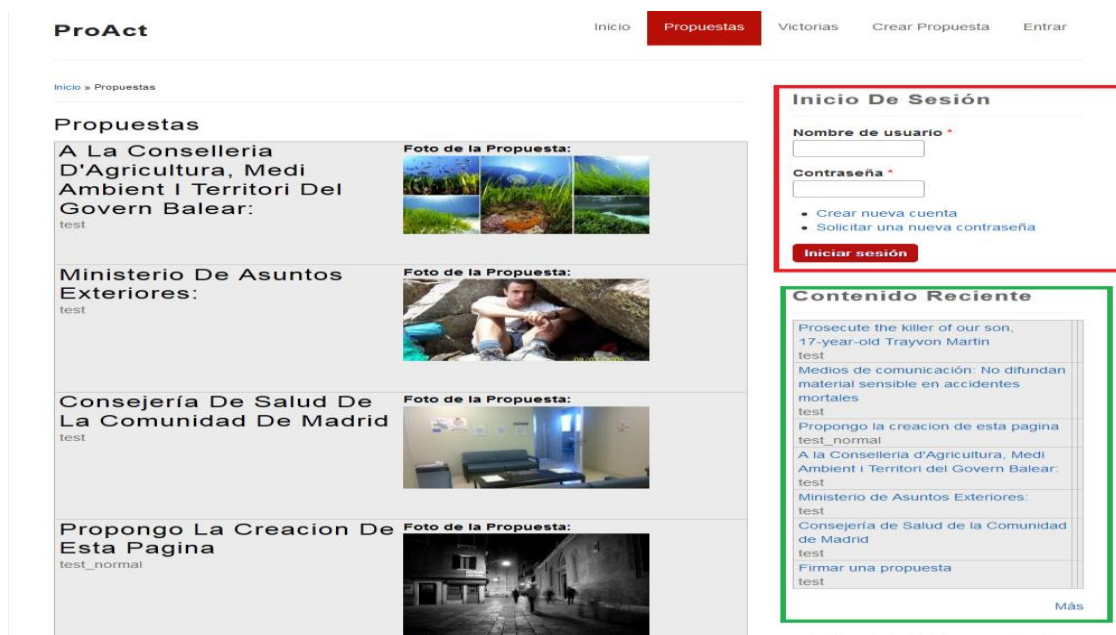 ProAct
Inicio
Propuestas
Victorias
Crear Propuesta
Entrar
Inicio » Propuestas
Propuestas
A La Conselleria
D'Agricultura, Medi
Ambient I Territori Del
Govern Balear:
test
Foto de la Propuesta:
Ministerio De Asuntos
Exteriores:
test
Foto de la Propuesta:
Consejería De Salud De
La Comunidad De Madrid
test
Foto de la Propuesta:
Propongo La Creacion De
Esta Pagina
test_normal
Foto de la Propuesta:
Inicio De Sesión
Nombre de usuario *
Contraseña *
• Crear nueva cuenta
• Solicitar una nueva contraseña
Iniciar sesión
Contenido Reciente
Prosecute the killer of our son,
17-year-old Trayvon Martin
test
Medios de comunicación: No difundan
material sensible en accidentes
mortales
test
Propongo la creacion de esta pagina
test_normal
A la Conselleria d'Agricultura, Medi
Ambient i Territori del Govern Balear:
test
Ministerio de Asuntos Exteriores:
test
Consejería de Salud de la Comunidad
de Madrid
test
Firmar una propuesta
test
Más